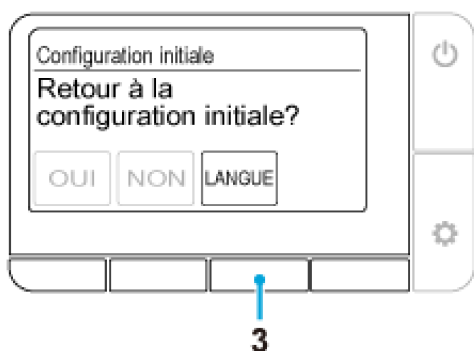 Configuration initiale
Retour à la
configuration initiale?
OUI NON LANGUE
3